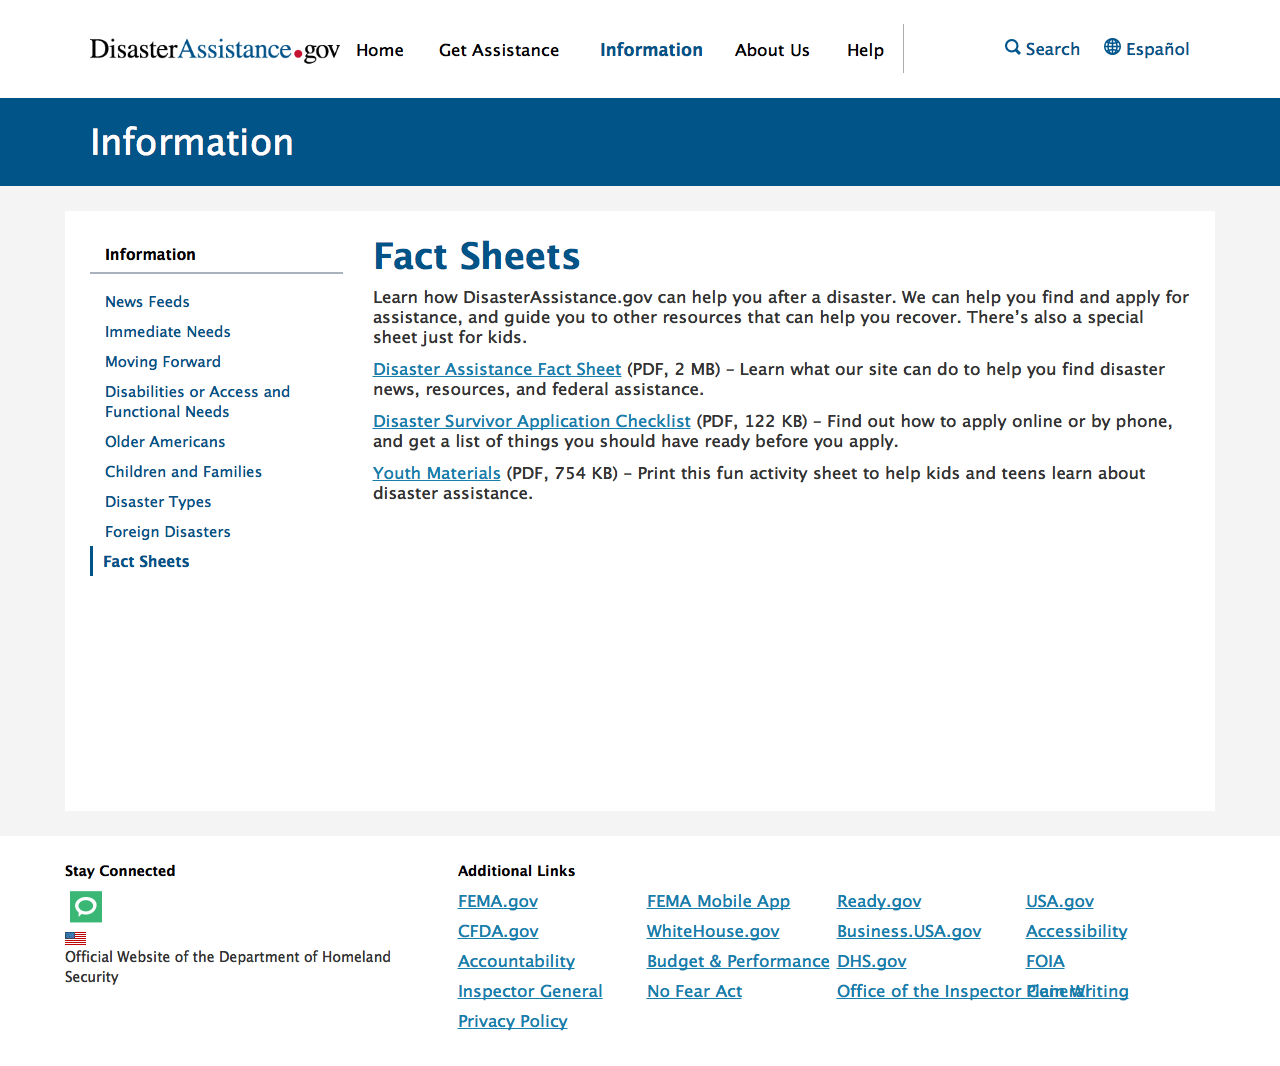 DisasterAssistance.gov Home Get Assistance Information About Us Help Search Español
Information
Information
News Feeds
Immediate Needs
Moving Forward
Disabilities or Access and
Functional Needs
Older Americans
Children and Families
Disaster Types
Foreign Disasters
Fact Sheets
Fact Sheets
Learn how DisasterAssistance.gov can help you after a disaster. We can help you find and apply for
assistance, and guide you to other resources that can help you recover. There's also a special
sheet just for kids.
Disaster Assistance Fact Sheet (PDF, 2 MB) – Learn what our site can do to help you find disaster
news, resources, and federal assistance.
Disaster Survivor Application Checklist (PDF, 122 KB) – Find out how to apply online or by phone,
and get a list of things you should have ready before you apply.
Youth Materials (PDF, 754 KB) – Print this fun activity sheet to help kids and teens learn about
disaster assistance.
Stay Connected
Official Website of the Department of Homeland
Security
Additional Links
FEMA.gov FEMA Mobile App Ready.gov USA.gov
CFDA.gov WhiteHouse.gov Business.USA.gov Accessibility
Accountability Budget & Performance DHS.gov FOIA
Inspector General No Fear Act Office of the Inspector General Plain Writing
Privacy Policy